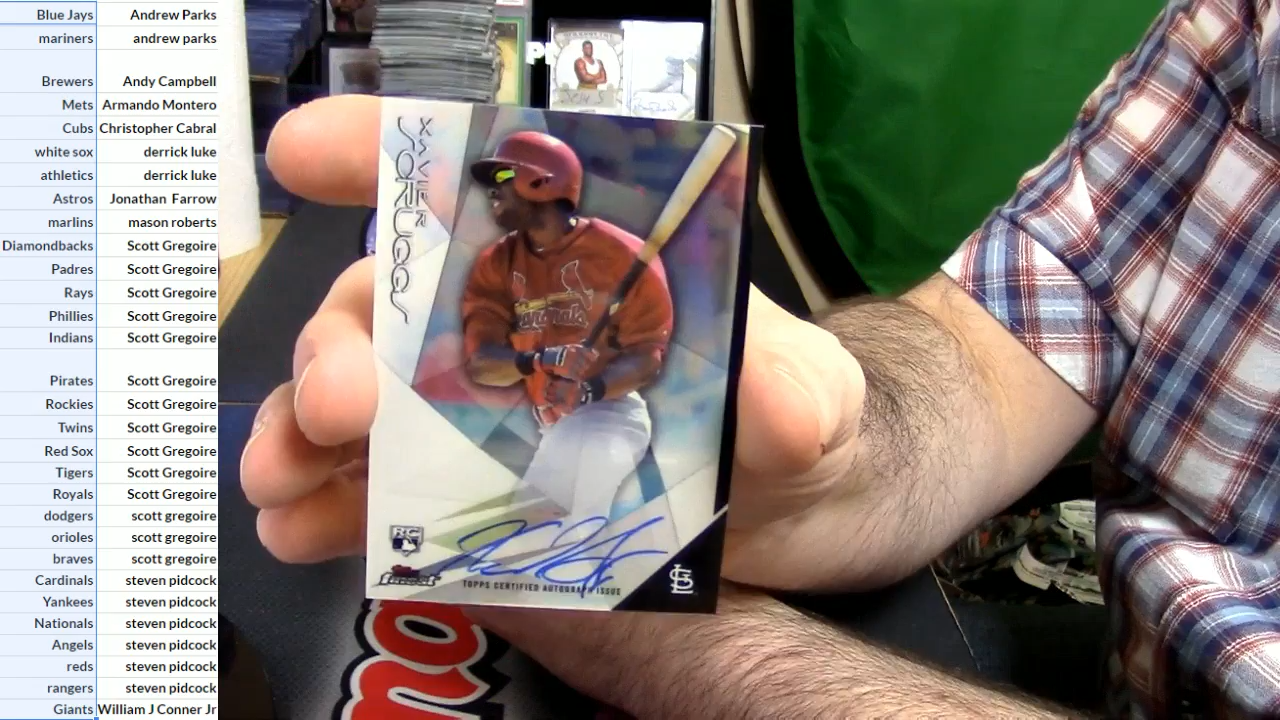 Blue Jays Andrew Parks
mariners andrew parks
Brewers Andy Campbell
Mets Armando Montero
Cubs Christopher Cabral
white sox derrick luke
athletics derrick luke
Astros Jonathan Farrow
marlins mason roberts
Diamondbacks Scott Gregoire
Padres Scott Gregoire
Rays Scott Gregoire
Phillies Scott Gregoire
Indians Scott Gregoire
Pirates Scott Gregoire
Rockies Scott Gregoire
Twins Scott Gregoire
Red Sox Scott Gregoire
Tigers Scott Gregoire
Royals Scott Gregoire
dodgers scott gregoire
orioles scott gregoire
braves scott gregoire
Cardinals steven pidcock
Yankees steven pidcock
Nationals steven pidcock
Angels steven pidcock
reds steven pidcock
rangers steven pidcock
Giants William J Conner Jr
XAVIER
SCRUGGS
Cardinals
RC
Topps
finest
TOPPS CERTIFIED AUTOGRAPH ISSUE
STL